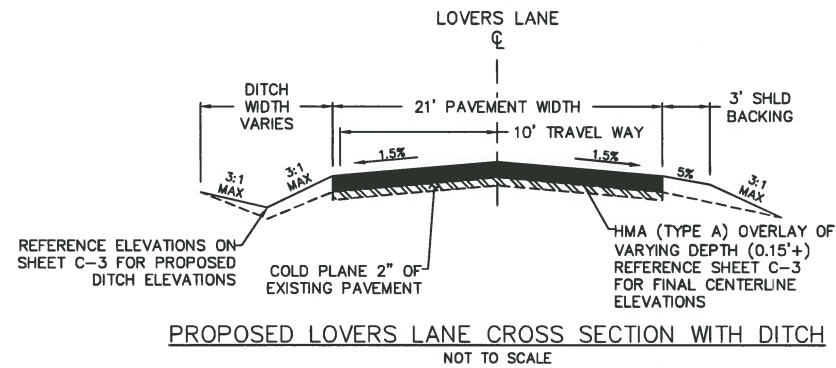 LOVERS LANE
℄
DITCH
WIDTH
VARIES
21' PAVEMENT WIDTH
3' SHLD
BACKING
10' TRAVEL WAY
1.5%
1.5%
5%
3:1
MAX
3:1
MAX
3:1
MAX
REFERENCE ELEVATIONS ON
SHEET C-3 FOR PROPOSED
DITCH ELEVATIONS
COLD PLANE 2" OF
EXISTING PAVEMENT
HMA (TYPE A) OVERLAY OF
VARYING DEPTH (0.15'+)
REFERENCE SHEET C-3
FOR FINAL CENTERLINE
ELEVATIONS
PROPOSED LOVERS LANE CROSS SECTION WITH DITCH
NOT TO SCALE